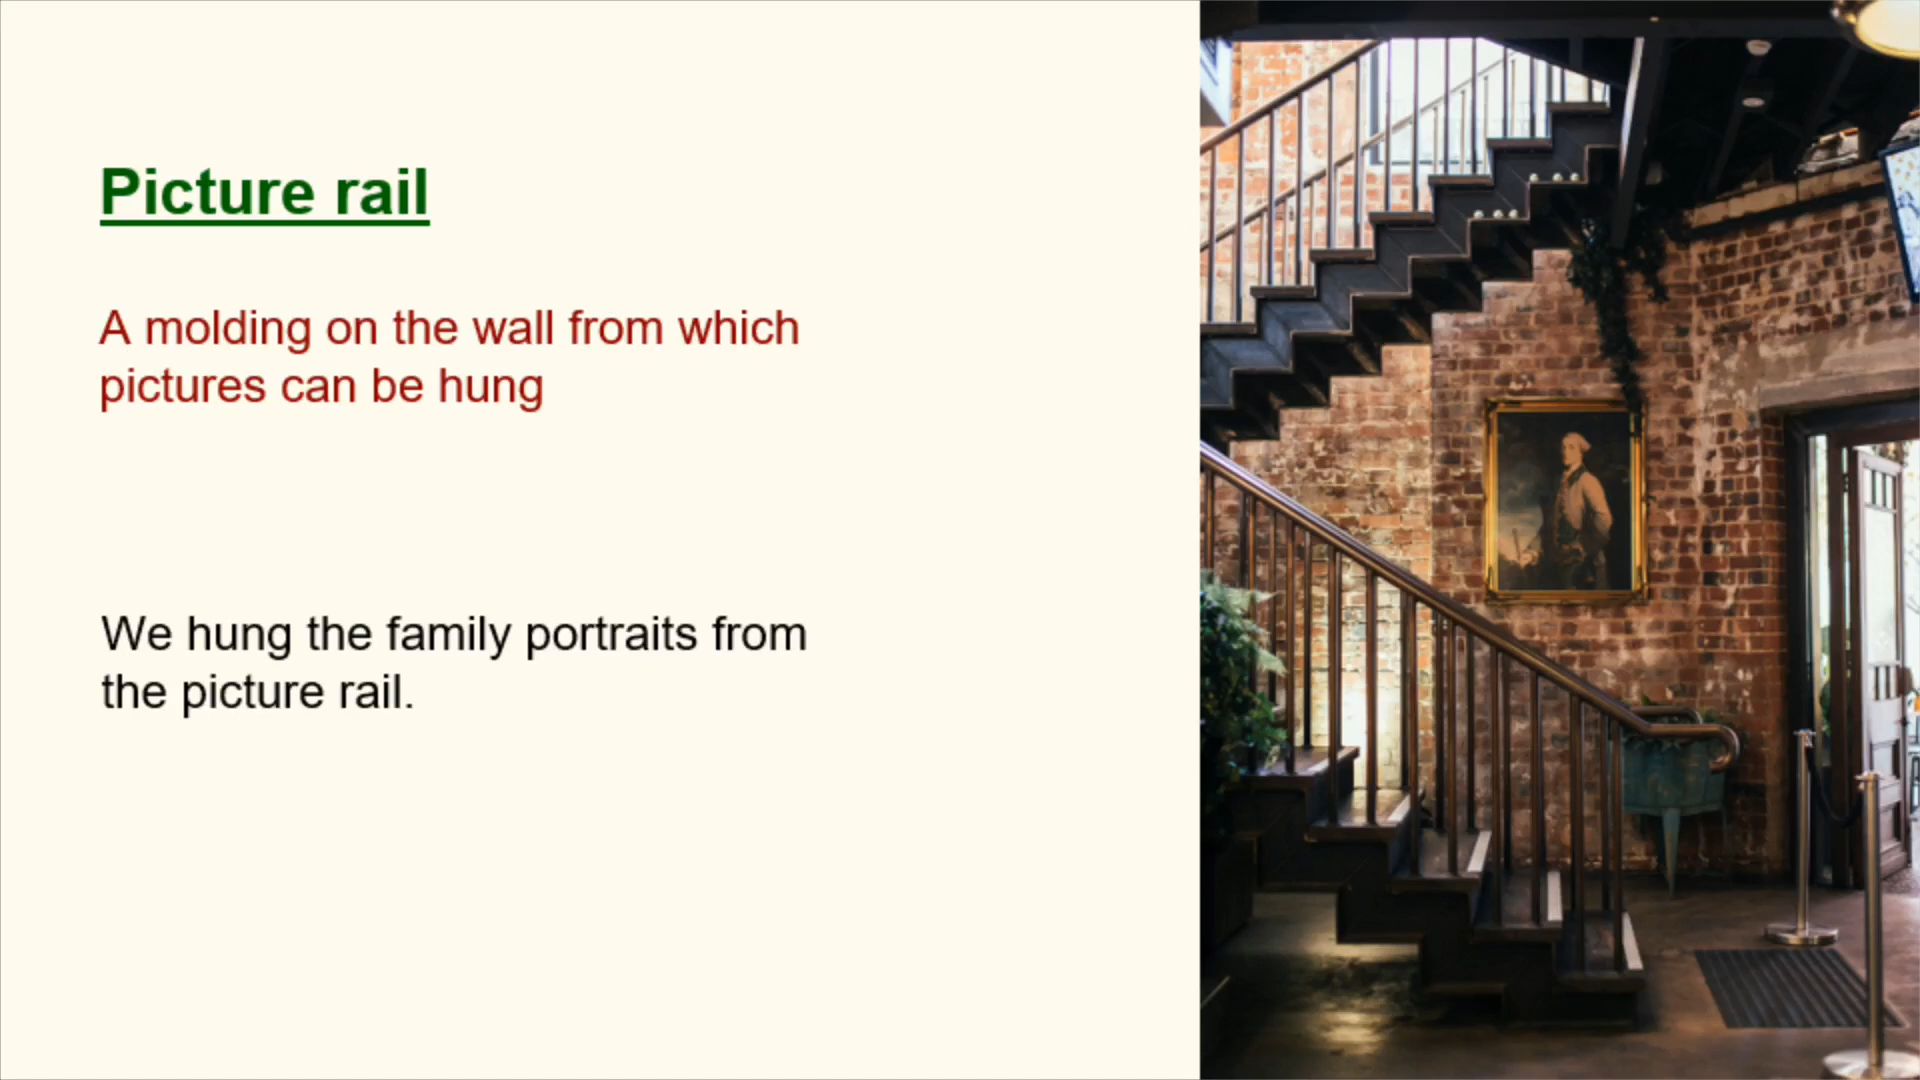 Picture rail
A molding on the wall from which
pictures can be hung
We hung the family portraits from
the picture rail.